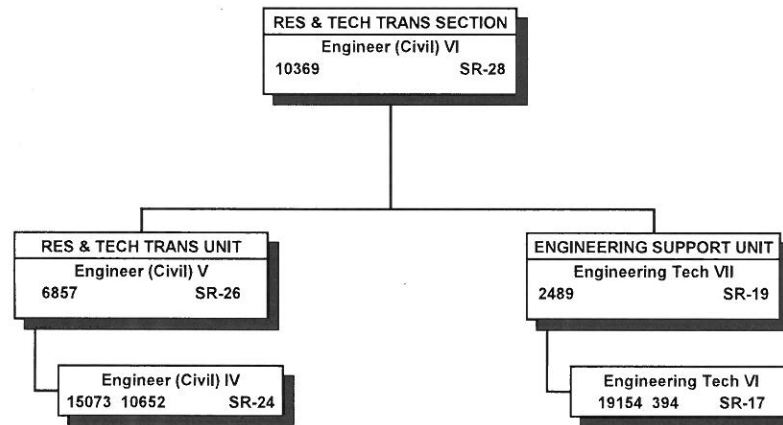 RES & TECH TRANS SECTION
Engineer (Civil) VI
10369 SR-28
RES & TECH TRANS UNIT
Engineer (Civil) V
6857 SR-26
Engineer (Civil) IV
15073 10652 SR-24
ENGINEERING SUPPORT UNIT
Engineering Tech VII
2489 SR-19
Engineering Tech VI
19154 394 SR-17